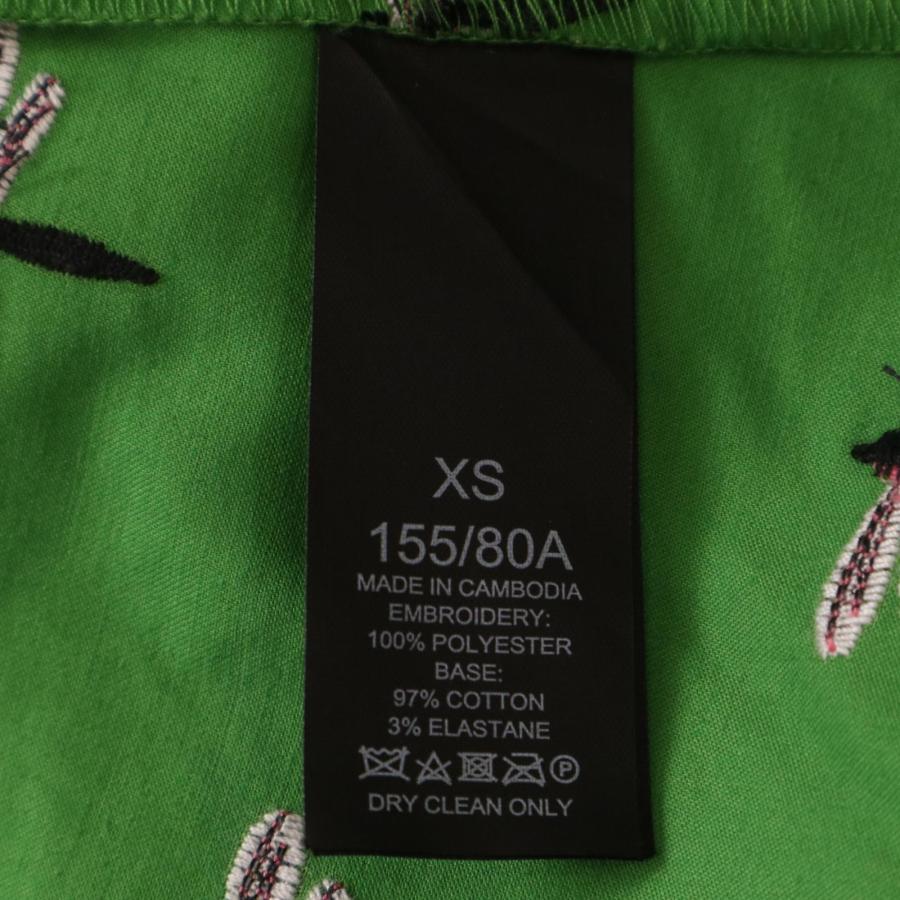 XS
155/80A
MADE IN CAMBODIA
EMBROIDERY:
100% POLYESTER
BASE:
97% COTTON
3% ELASTANE
P
DRY CLEAN ONLY